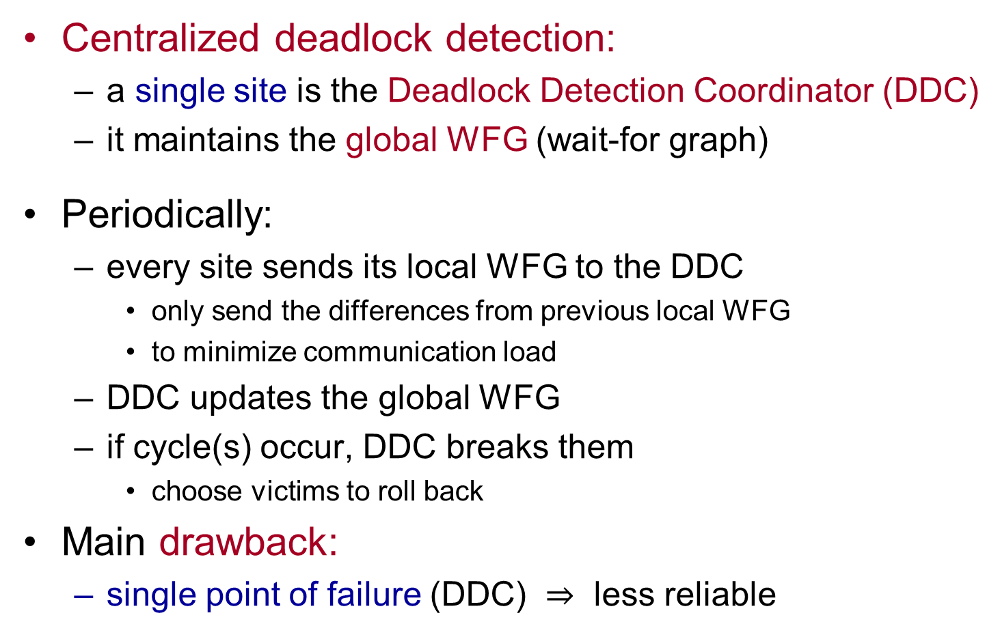 • Centralized deadlock detection:
– a single site is the Deadlock Detection Coordinator (DDC)
– it maintains the global WFG (wait-for graph)
• Periodically:
– every site sends its local WFG to the DDC
• only send the differences from previous local WFG
• to minimize communication load
– DDC updates the global WFG
– if cycle(s) occur, DDC breaks them
• choose victims to roll back
• Main drawback:
– single point of failure (DDC) ⇒ less reliable